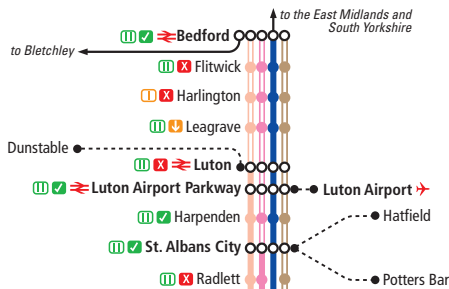 to the East Midlands and
South Yorkshire
Bedford
to Bletchley
X Flitwick
X Harlington
Leagrave
Dunstable
X Luton
Luton Airport Parkway
Luton Airport
Harpenden
Hatfield
St. Albans City
X Radlett
Potters Bar